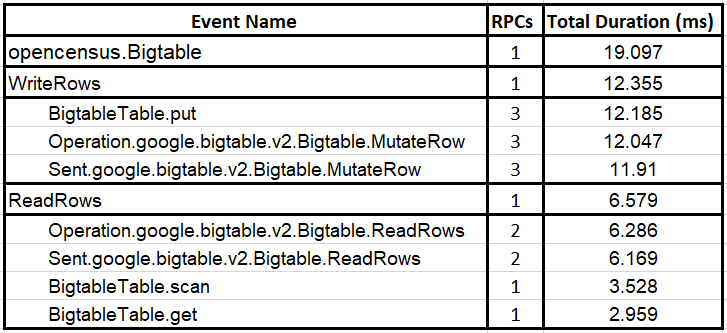 Event Name RPCs Total Duration (ms)
opencensus.Bigtable 1 19.097
WriteRows 1 12.355
BigtableTable.put 3 12.185
Operation.google.bigtable.v2.Bigtable.MutateRow 3 12.047
Sent.google.bigtable.v2.Bigtable.MutateRow 3 11.91
ReadRows 1 6.579
Operation.google.bigtable.v2.Bigtable.ReadRows 2 6.286
Sent.google.bigtable.v2.Bigtable.ReadRows 2 6.169
BigtableTable.scan 1 3.528
BigtableTable.get 1 2.959